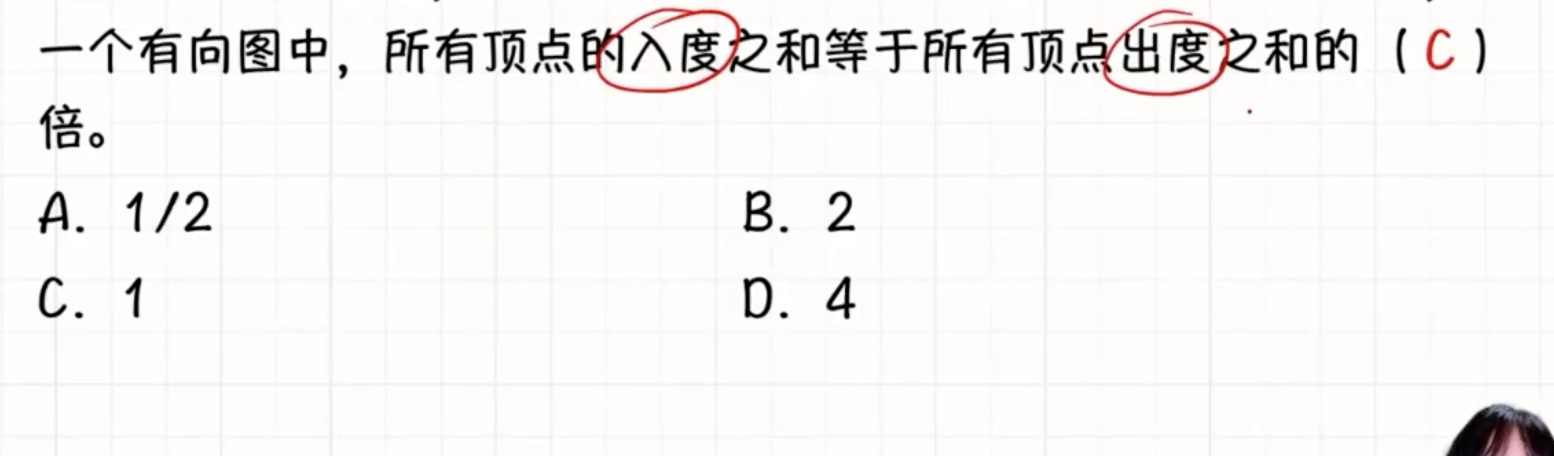 一个有向图中，所有顶点的入度之和等于所有顶点出度之和的（C）
倍。
A. 1/2 B. 2
C. 1 D. 4